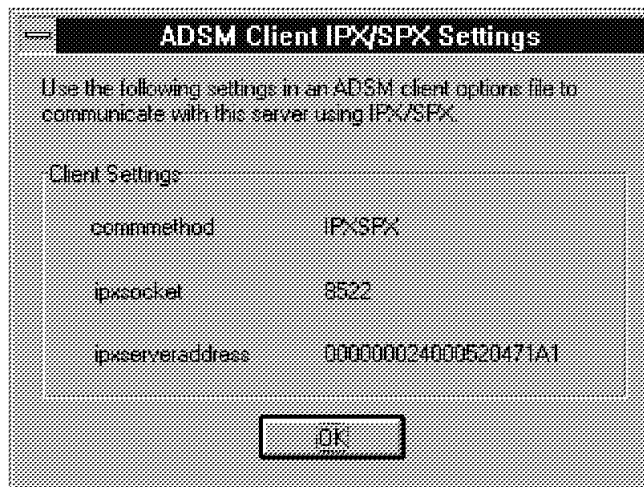 ADSM Client IPX/SPX Settings
Use the following settings in an ADSM client options file to
communicate with this server using IPX/SPX.
Client Settings
commmethod IPXSPX
ipxsocket 8522
ipxserveraddress 000000024000520471A1
OK